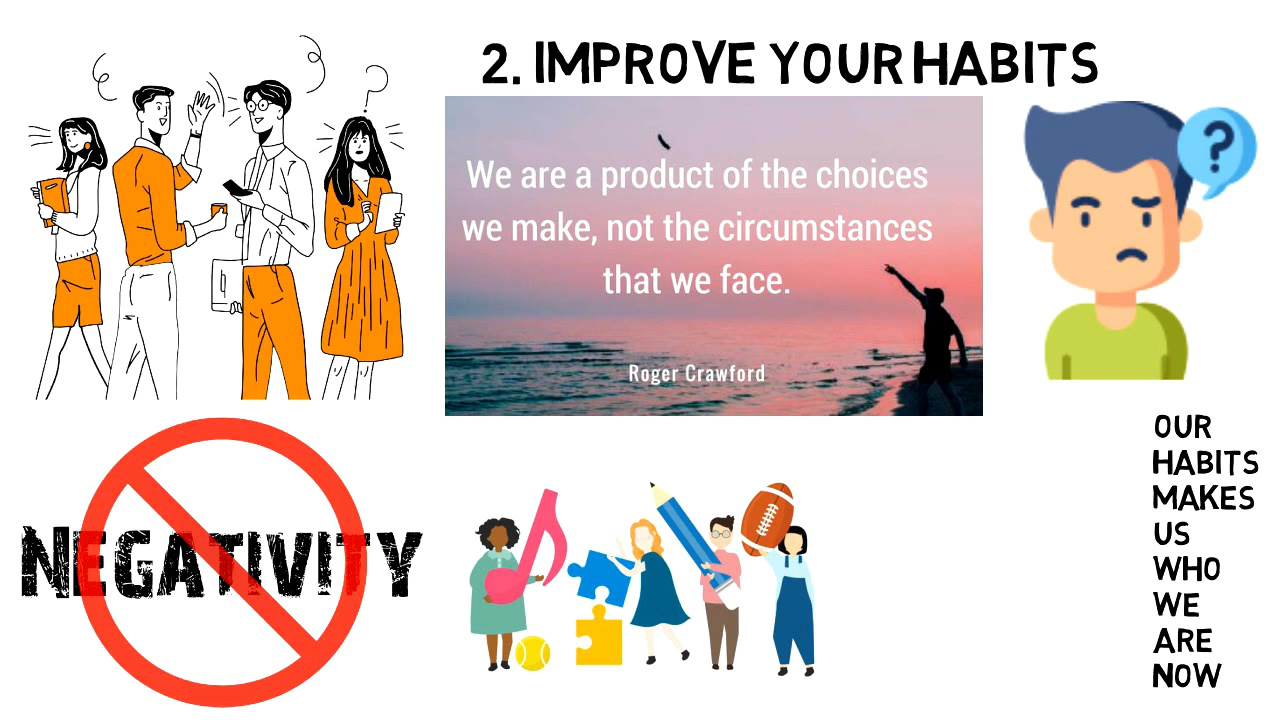 2. IMPROVE YOUR HABITS
We are a product of the choices
we make, not the circumstances
that we face.
Roger Crawford
?
NEGATIVITY
OUR
HABITS
MAKES
US
WHO
WE
ARE
NOW